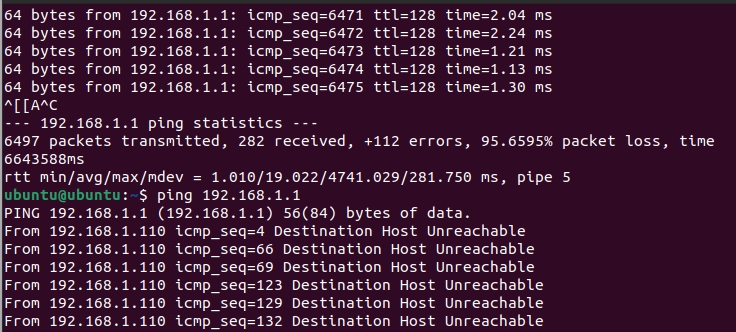 64 bytes from 192.168.1.1: icmp_seq=6471 ttl=128 time=2.04 ms
64 bytes from 192.168.1.1: icmp_seq=6472 ttl=128 time=2.24 ms
64 bytes from 192.168.1.1: icmp_seq=6473 ttl=128 time=1.21 ms
64 bytes from 192.168.1.1: icmp_seq=6474 ttl=128 time=1.13 ms
64 bytes from 192.168.1.1: icmp_seq=6475 ttl=128 time=1.30 ms
^[[A^C
--- 192.168.1.1 ping statistics ---
6497 packets transmitted, 282 received, +112 errors, 95.6595% packet loss, time
6643588ms
rtt min/avg/max/mdev = 1.010/19.022/4741.029/281.750 ms, pipe 5
ubuntu@ubuntu:~$ ping 192.168.1.1
PING 192.168.1.1 (192.168.1.1) 56(84) bytes of data.
From 192.168.1.110 icmp_seq=4 Destination Host Unreachable
From 192.168.1.110 icmp_seq=66 Destination Host Unreachable
From 192.168.1.110 icmp_seq=69 Destination Host Unreachable
From 192.168.1.110 icmp_seq=123 Destination Host Unreachable
From 192.168.1.110 icmp_seq=129 Destination Host Unreachable
From 192.168.1.110 icmp_seq=132 Destination Host Unreachable